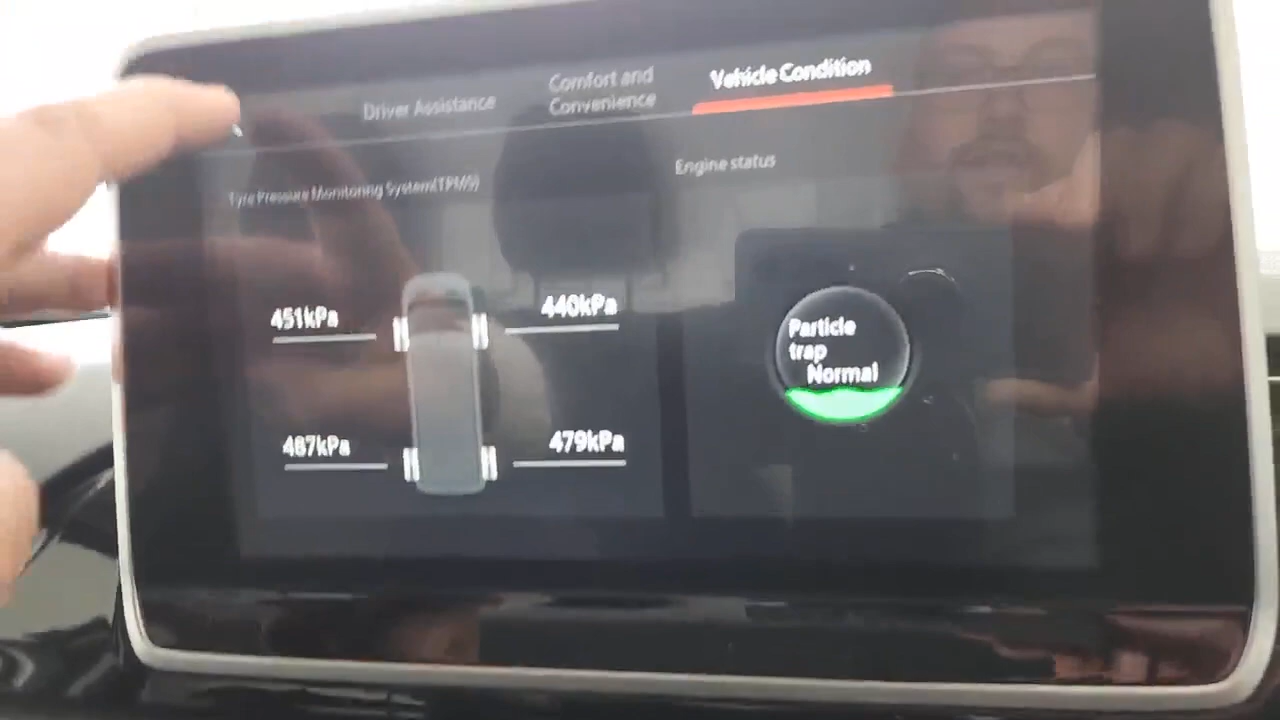 Driver Assistance
Comfort and
Convenience
Vehicle Condition
Tyre Pressure Monitoring System(TPMS)
Engine status
451kPa
440kPa
Particle
trap
Normal
487kPa
479kPa